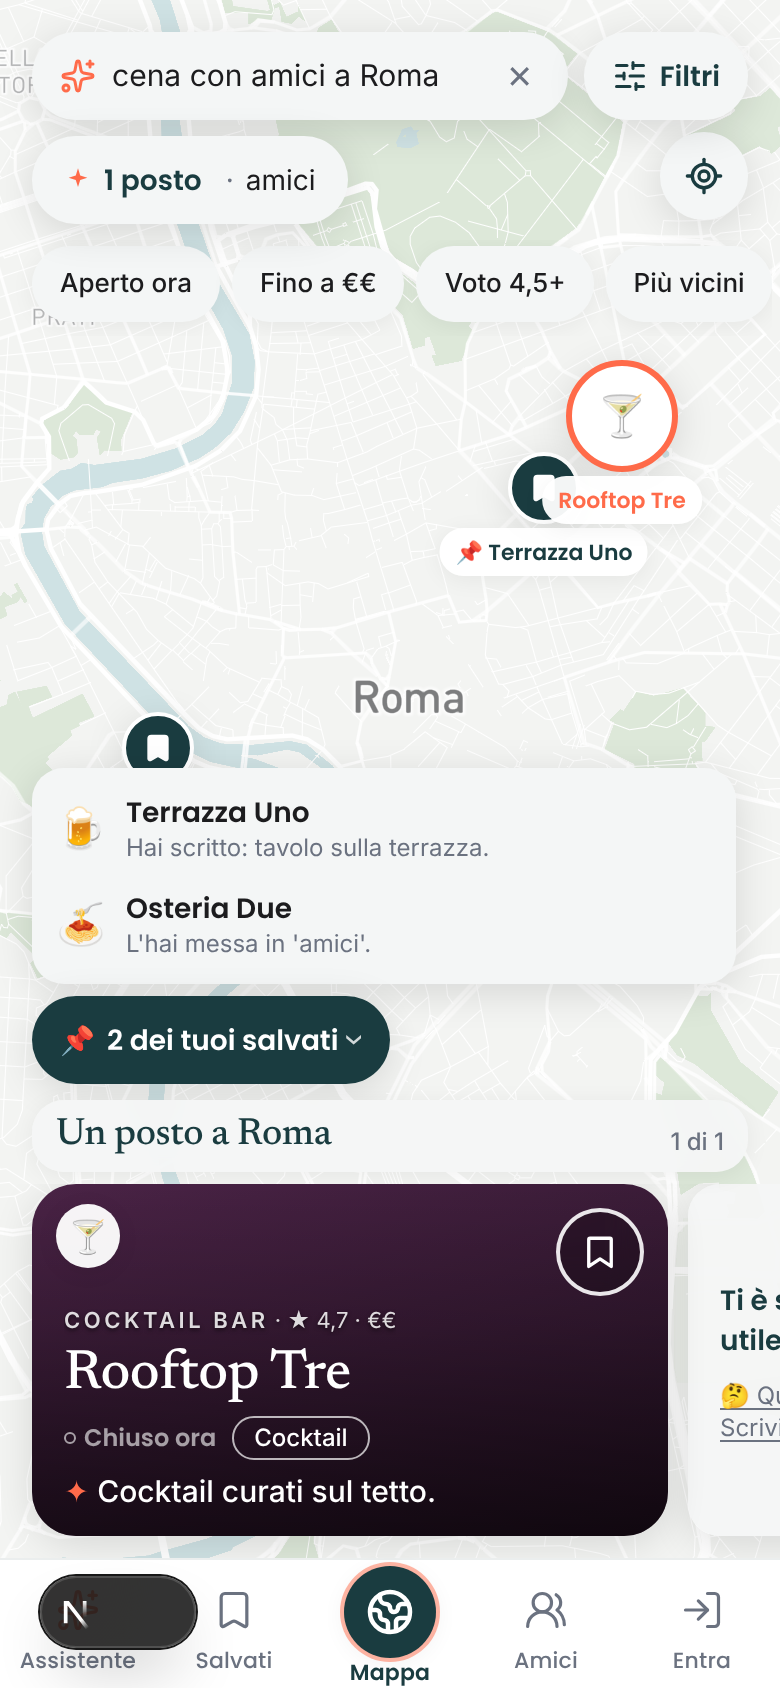 cena con amici a Roma
Filtri
1 posto · amici
Aperto ora
Fino a €€
Voto 4,5+
Più vicini
Rooftop Tre
Terrazza Uno
Roma
Terrazza Uno
Hai scritto: tavolo sulla terrazza.
Osteria Due
L'hai messa in 'amici'.
2 dei tuoi salvati
Un posto a Roma
1 di 1
COCKTAIL BAR · ★ 4,7 · €€
Rooftop Tre
Chiuso ora
Cocktail
Cocktail curati sul tetto.
Ti è
utile
N
Assistente
Salvati
Mappa
Amici
Entra